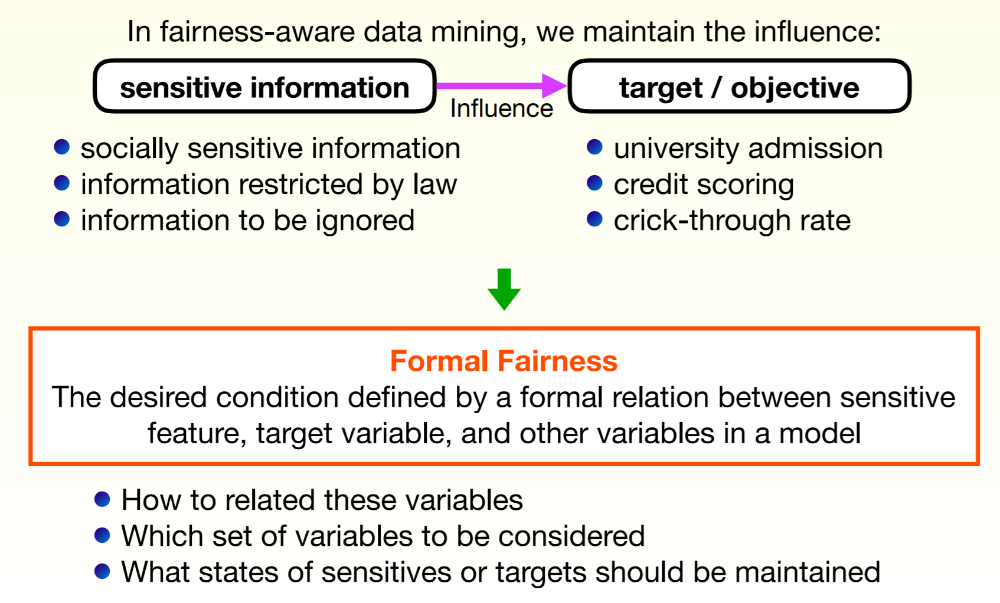 In fairness-aware data mining, we maintain the influence:
sensitive information
Influence
target / objective
socially sensitive information
information restricted by law
information to be ignored
university admission
credit scoring
crick-through rate
Formal Fairness
The desired condition defined by a formal relation between sensitive
feature, target variable, and other variables in a model
How to related these variables
Which set of variables to be considered
What states of sensitives or targets should be maintained